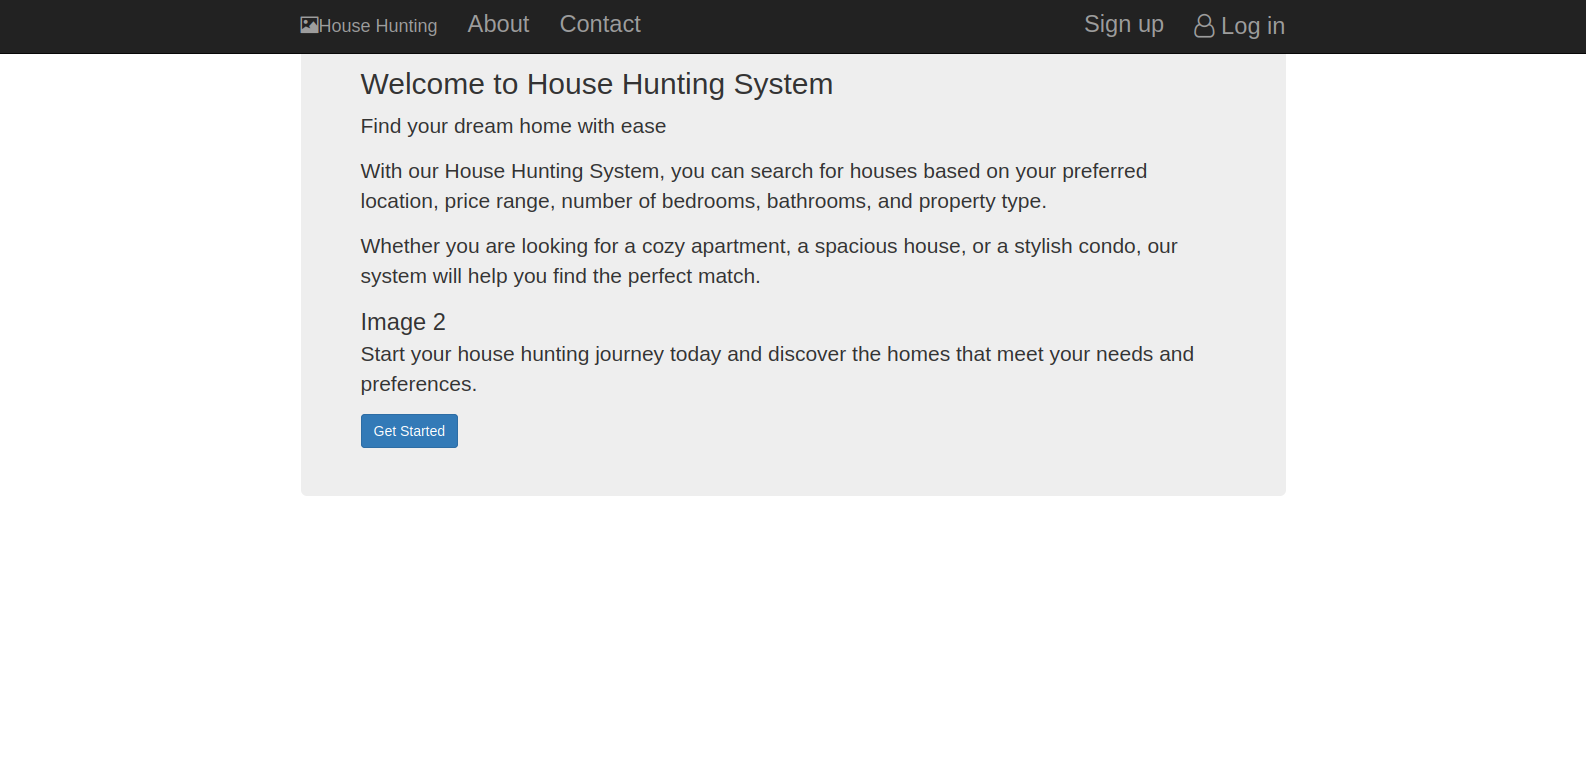 House Hunting About Contact Sign up Log in
Welcome to House Hunting System
Find your dream home with ease
With our House Hunting System, you can search for houses based on your preferred
location, price range, number of bedrooms, bathrooms, and property type.
Whether you are looking for a cozy apartment, a spacious house, or a stylish condo, our
system will help you find the perfect match.
Image 2
Start your house hunting journey today and discover the homes that meet your needs and
preferences.
Get Started